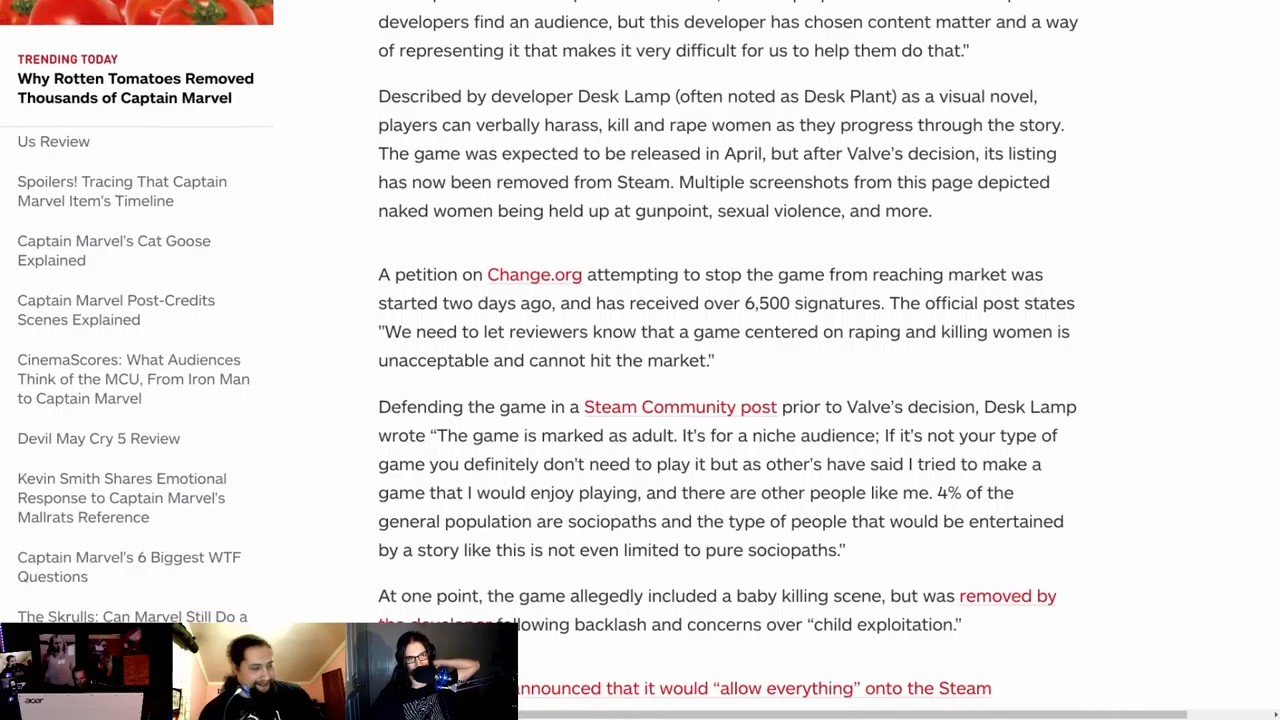 TRENDING TODAY
Why Rotten Tomatoes Removed
Thousands of Captain Marvel
Us Review
Spoilers! Tracing That Captain
Marvel Item's Timeline
Captain Marvel's Cat Goose
Explained
Captain Marvel Post-Credits
Scenes Explained
CinemaScores: What Audiences
Think of the MCU, From Iron Man
to Captain Marvel
Devil May Cry 5 Review
Kevin Smith Shares Emotional
Response to Captain Marvel's
Mallrats Reference
Captain Marvel's 6 Biggest WTF
Questions
The Skrulls: Can Marvel Still Do a
developers find an audience, but this developer has chosen content matter and a way
of representing it that makes it very difficult for us to help them do that.”
Described by developer Desk Lamp (often noted as Desk Plant) as a visual novel,
players can verbally harass, kill and rape women as they progress through the story.
The game was expected to be released in April, but after Valve’s decision, its listing
has now been removed from Steam. Multiple screenshots from this page depicted
naked women being held up at gunpoint, sexual violence, and more.
A petition on Change.org attempting to stop the game from reaching market was
started two days ago, and has received over 6,500 signatures. The official post states
"We need to let reviewers know that a game centered on raping and killing women is
unacceptable and cannot hit the market."
Defending the game in a Steam Community post prior to Valve’s decision, Desk Lamp
wrote “The game is marked as adult. It's for a niche audience; If it's not your type of
game you definitely don't need to play it but as other's have said I tried to make a
game that I would enjoy playing, and there are other people like me. 4% of the
general population are sociopaths and the type of people that would be entertained
by a story like this is not even limited to pure sociopaths."
At one point, the game allegedly included a baby killing scene, but was removed by
following backlash and concerns over “child exploitation.”
announced that it would “allow everything” onto the Steam
acer